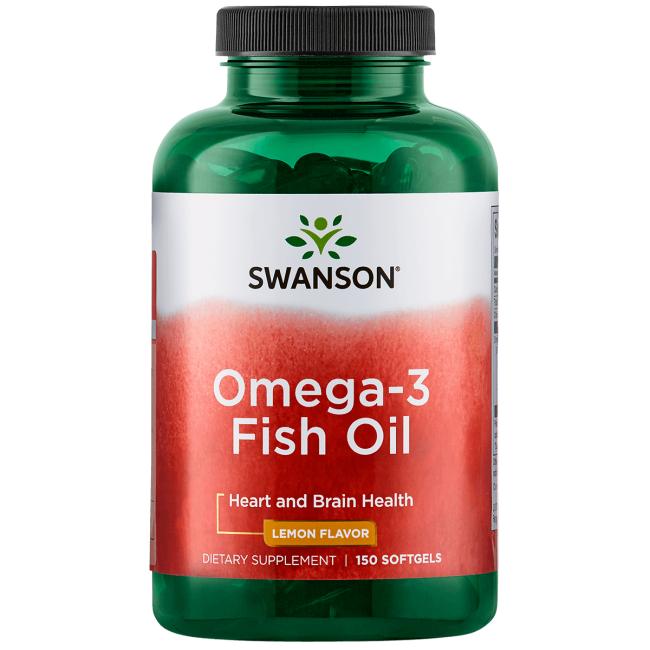 SWANSON®
Omega-3
Fish Oil
Heart and Brain Health
LEMON FLAVOR
DIETARY SUPPLEMENT | 150 SOFTGELS